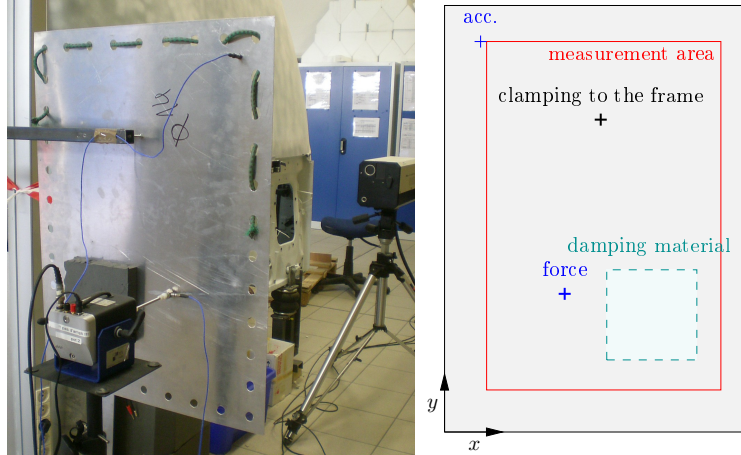 acc.
measurement area
clamping to the frame
damping material
force
y
x